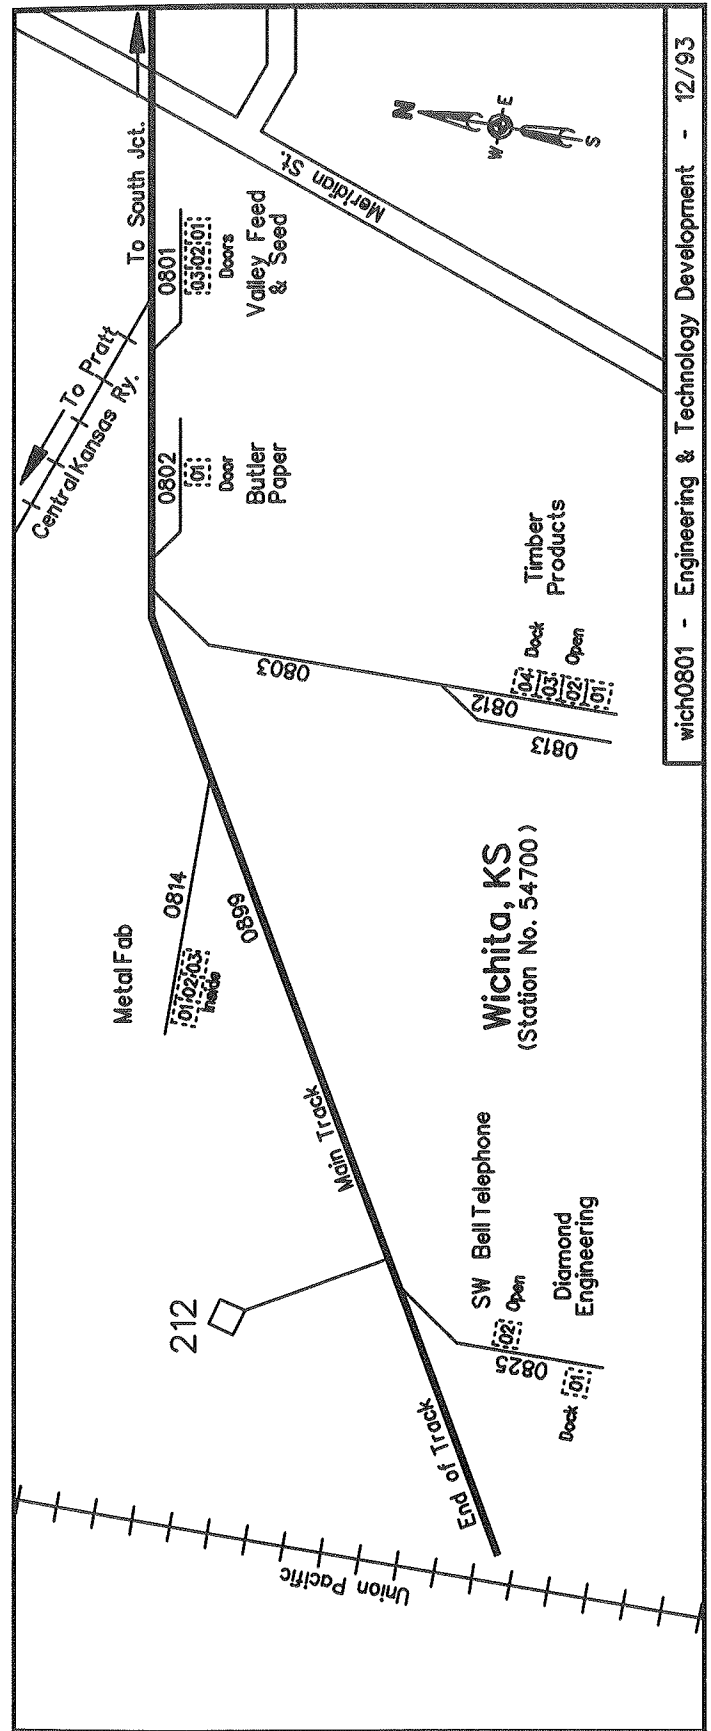 212
Union Pacific
End of Track
Main Track
0825
Dock
01
02
Open
SW Bell Telephone
Diamond
Engineering
Metal Fab
0814
01 02 03
Inside
0899
Wichita, KS
(Station No. 54700)
0803
0812
0813
04
03
02
01
Dock
Open
Timber
Products
0802
01
Door
Butler
Paper
Central Kansas Ry.
To Pratt
0801
03 02 01
Doors
Valley Feed
& Seed
To South Jct.
Meridian St.
N
W
E
S
wich0801 - Engineering & Technology Development - 12/93